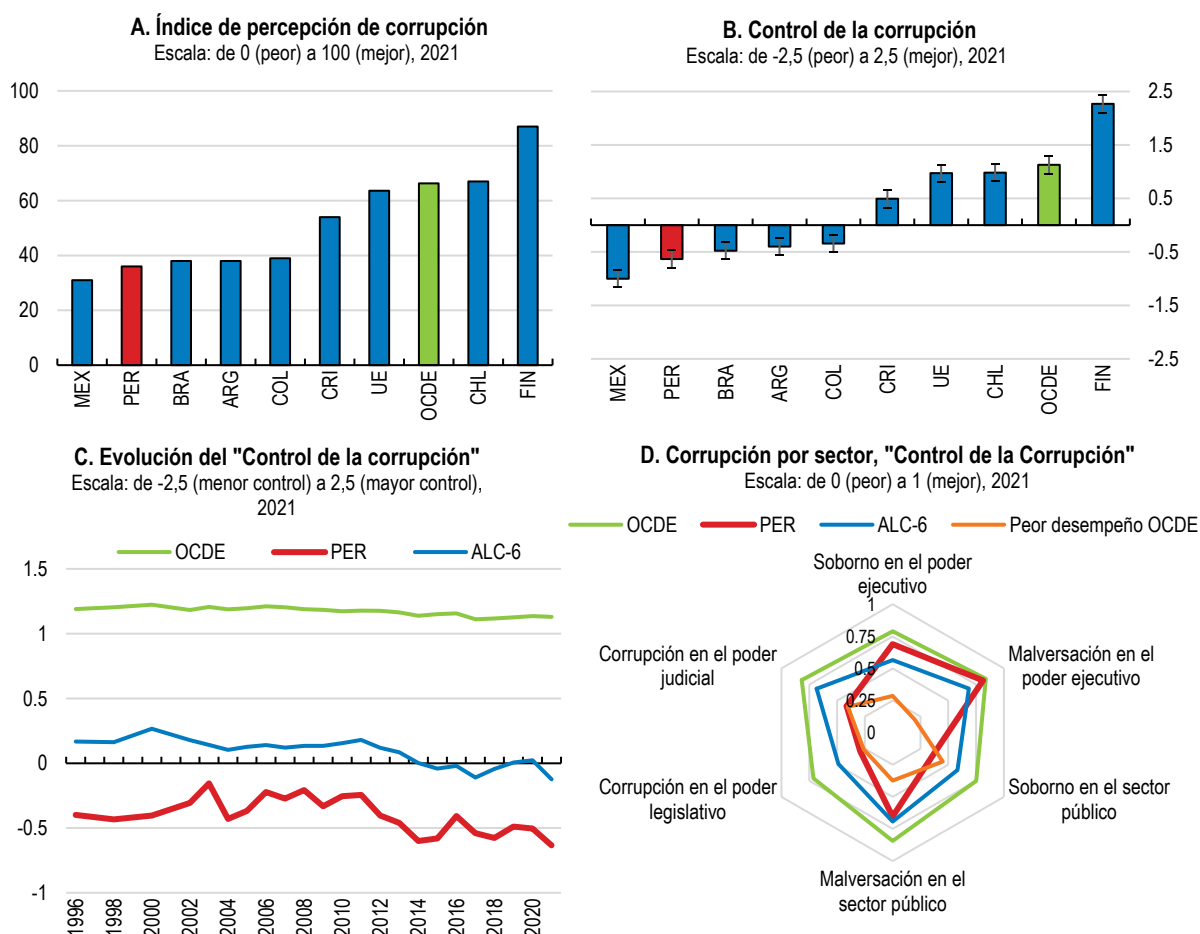 A. Índice de percepción de corrupción
Escala: de 0 (peor) a 100 (mejor), 2021
100
80
60
40
20
0
MEX
PER
BRA
ARG
COL
CRI
UE
OCDE
CHL
FIN
B. Control de la corrupción
Escala: de -2,5 (peor) a 2,5 (mejor), 2021
2.5
1.5
0.5
-0.5
-1.5
-2.5
MEX
PER
BRA
ARG
COL
CRI
UE
CHL
OCDE
FIN
C. Evolución del "Control de la corrupción"
Escala: de -2,5 (menor control) a 2,5 (mayor control),
2021
OCDE
PER
ALC-6
1.5
1
0.5
0
-0.5
-1
1996
1998
2000
2002
2004
2006
2008
2010
2012
2014
2016
2018
2020
D. Corrupción por sector, "Control de la Corrupción"
Escala: de 0 (peor) a 1 (mejor), 2021
OCDE
PER
ALC-6
Peor desempeño OCDE
Soborno en el poder
ejecutivo
1
0.75
0.5
0.25
0
Malversación en el
poder ejecutivo
Soborno en el sector
público
Malversación en el
sector público
Corrupción en el poder
legislativo
Corrupción en el poder
judicial